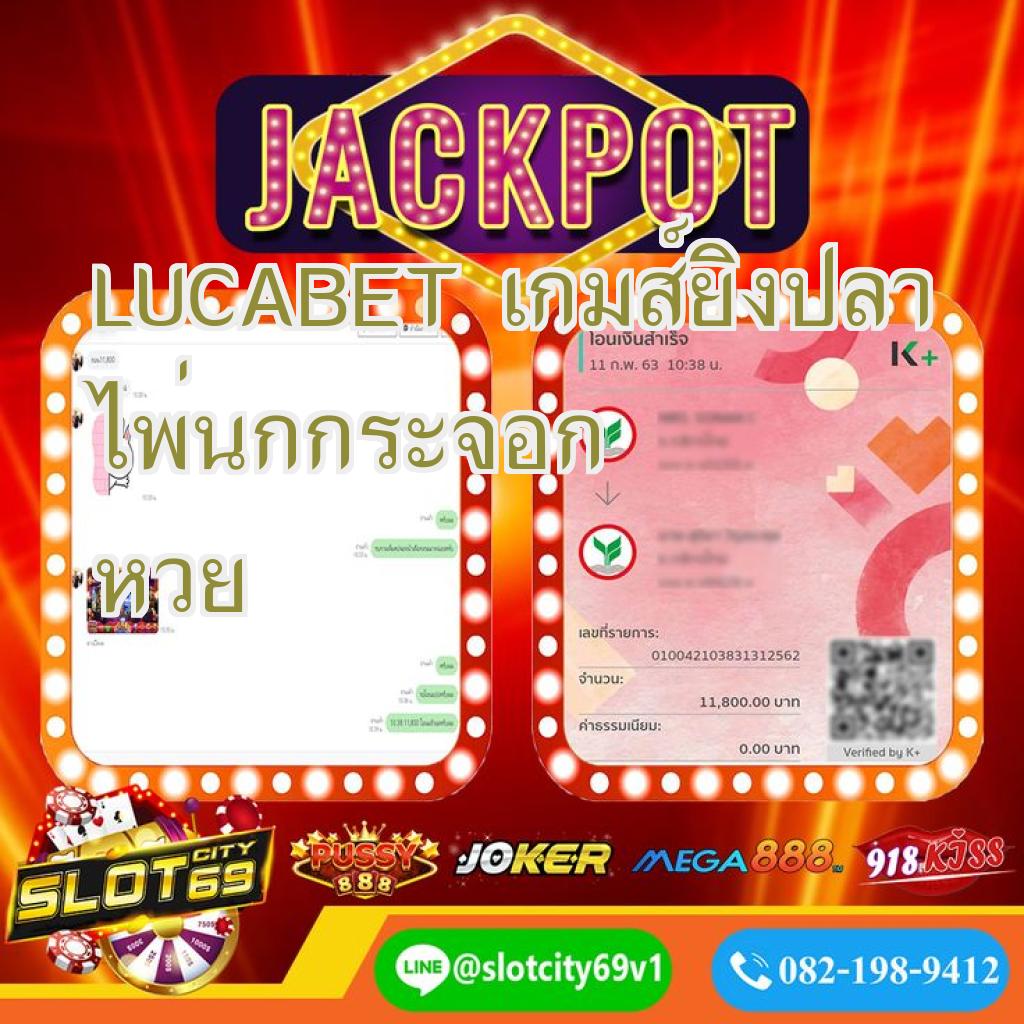 JACKPOT
LUCABET เกมส์ยิงปลา
ไพ่นกกระจอก
หวย
โอนเงินสำเร็จ
11 ก.พ. 63 10:38 น.
K+
เลขที่รายการ:
010042103831312562
จำนวน:
11,800.00 บาท
ค่าธรรมเนียม:
0.00 บาท
Verified by K+
SLOT CITY 69
PUSSY 888
JOKER
MEGA888
918KISS
LINE @slotcity69v1
082-198-9412